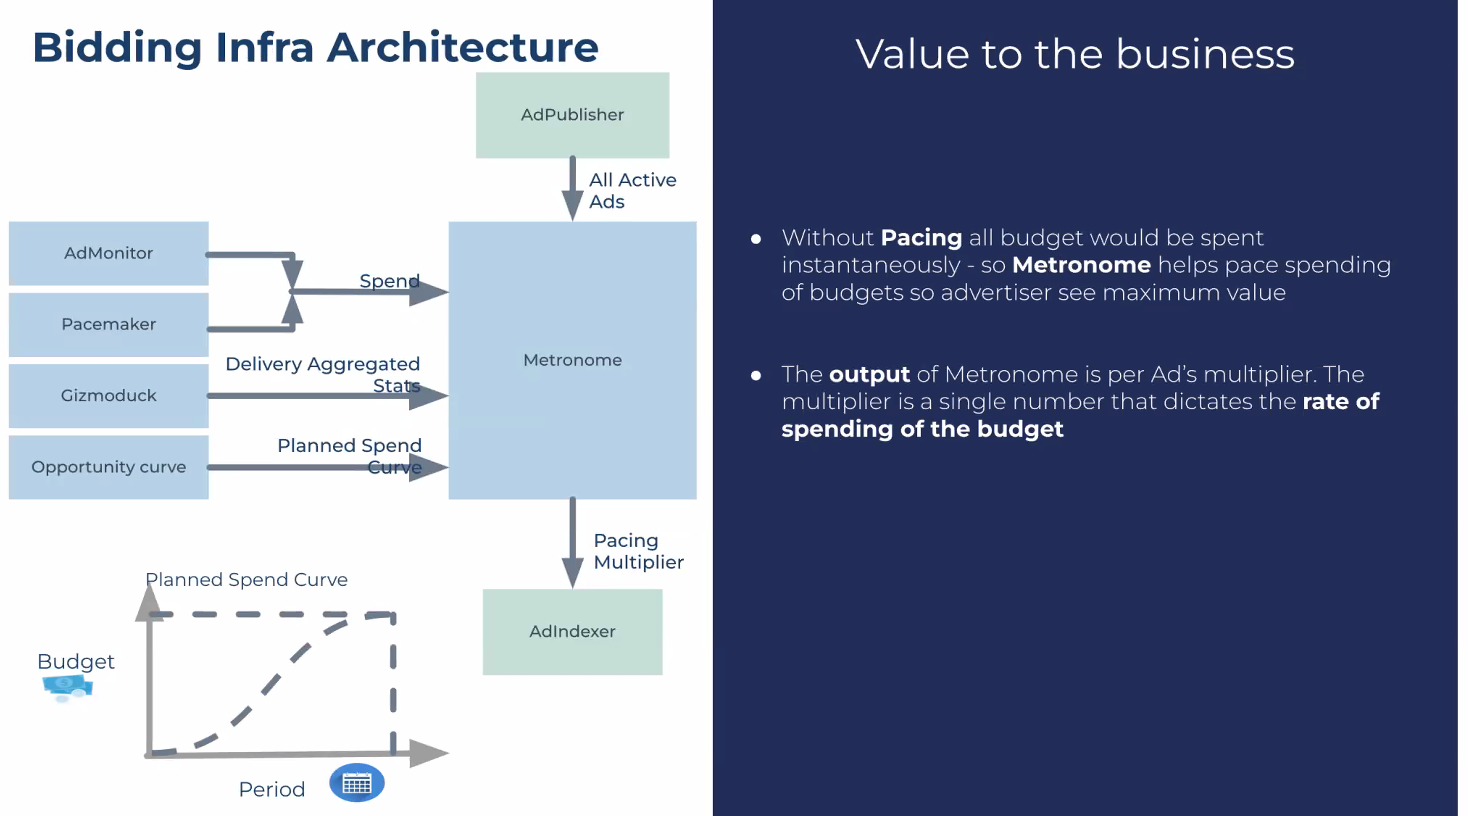 Bidding Infra Architecture
AdPublisher
All Active
Ads
AdMonitor
Pacemaker
Gizmoduck
Opportunity curve
Spend
Delivery Aggregated
Stats
Planned Spend
Curve
Metronome
Pacing
Multiplier
AdIndexer
Planned Spend Curve
Budget
Period
Value to the business
● Without Pacing all budget would be spent
instantaneously - so Metronome helps pace spending
of budgets so advertiser see maximum value
● The output of Metronome is per Ad’s multiplier. The
multiplier is a single number that dictates the rate of
spending of the budget